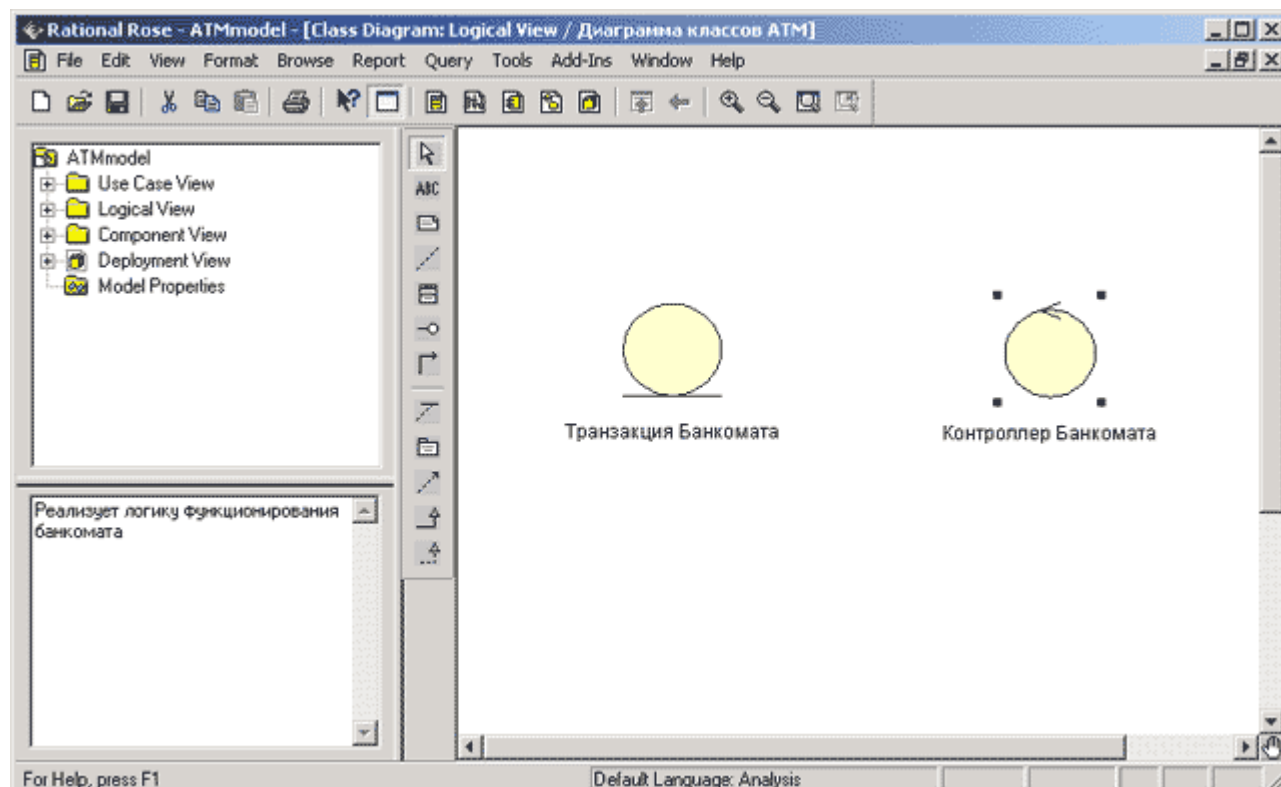 Rational Rose - ATMmodel - [Class Diagram: Logical View / Диаграмма классов ATM]
File Edit View Format Browse Report Query Tools Add-Ins Window Help
ATMmodel
Use Case View
Logical View
Component View
Deployment View
Model Properties
ABC
Транзакция Банкомата
Контроллер Банкомата
Реализует логику функционирования
банкомата
For Help, press F1
Default Language: Analysis